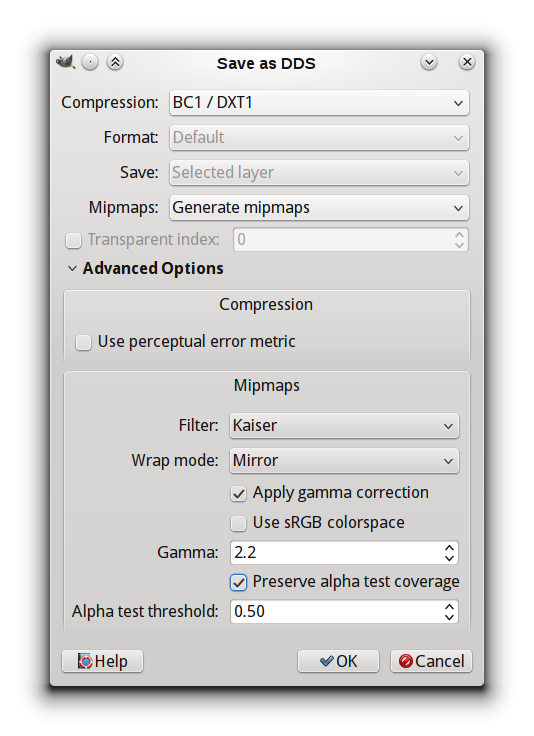 Save as DDS
Compression: BC1 / DXT1
Format: Default
Save: Selected layer
Mipmaps: Generate mipmaps
Transparent index: 0
Advanced Options
Compression
Use perceptual error metric
Mipmaps
Filter: Kaiser
Wrap mode: Mirror
Apply gamma correction
Use sRGB colorspace
Gamma: 2.2
Preserve alpha test coverage
Alpha test threshold: 0.50
Help OK Cancel